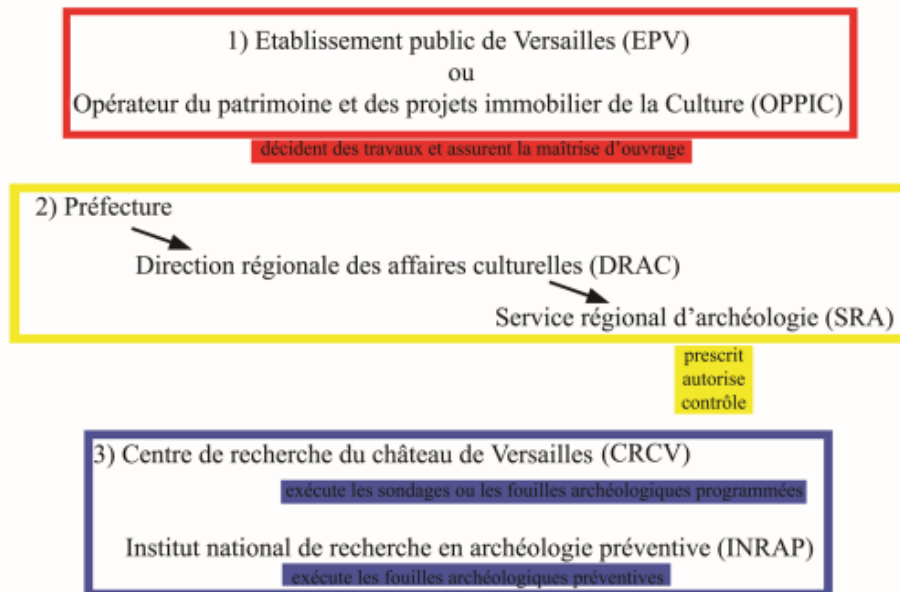 1) Etablissement public de Versailles (EPV)
ou
Opérateur du patrimoine et des projets immobilier de la Culture (OPPIC)
décident des travaux et assurent la maîtrise d’ouvrage
2) Préfecture
Direction régionale des affaires culturelles (DRAC)
Service régional d’archéologie (SRA)
prescrit
autorise
contrôle
3) Centre de recherche du château de Versailles (CRCV)
exécute les sondages ou les fouilles archéologiques programmées
Institut national de recherche en archéologie préventive (INRAP)
exécute les fouilles archéologiques préventives